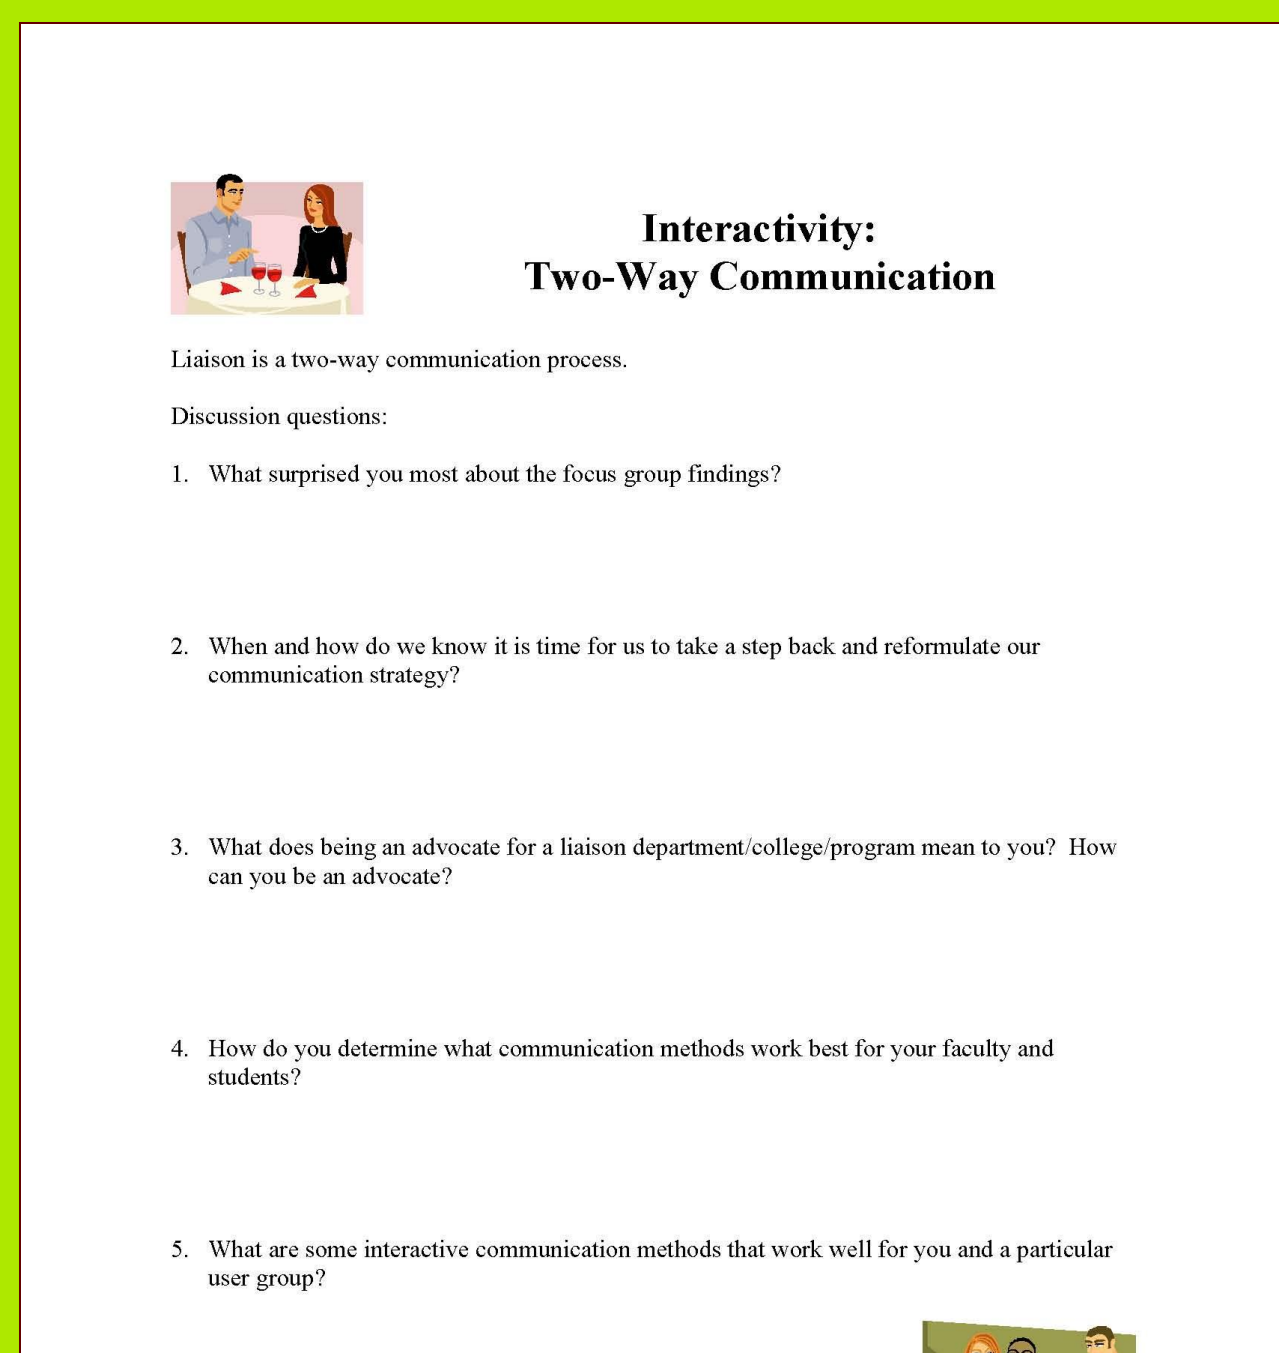 Interactivity:
Two-Way Communication
Liaison is a two-way communication process.
Discussion questions:
1. What surprised you most about the focus group findings?
2. When and how do we know it is time for us to take a step back and reformulate our
communication strategy?
3. What does being an advocate for a liaison department/college/program mean to you?  How
can you be an advocate?
4. How do you determine what communication methods work best for your faculty and
students?
5. What are some interactive communication methods that work well for you and a particular
user group?